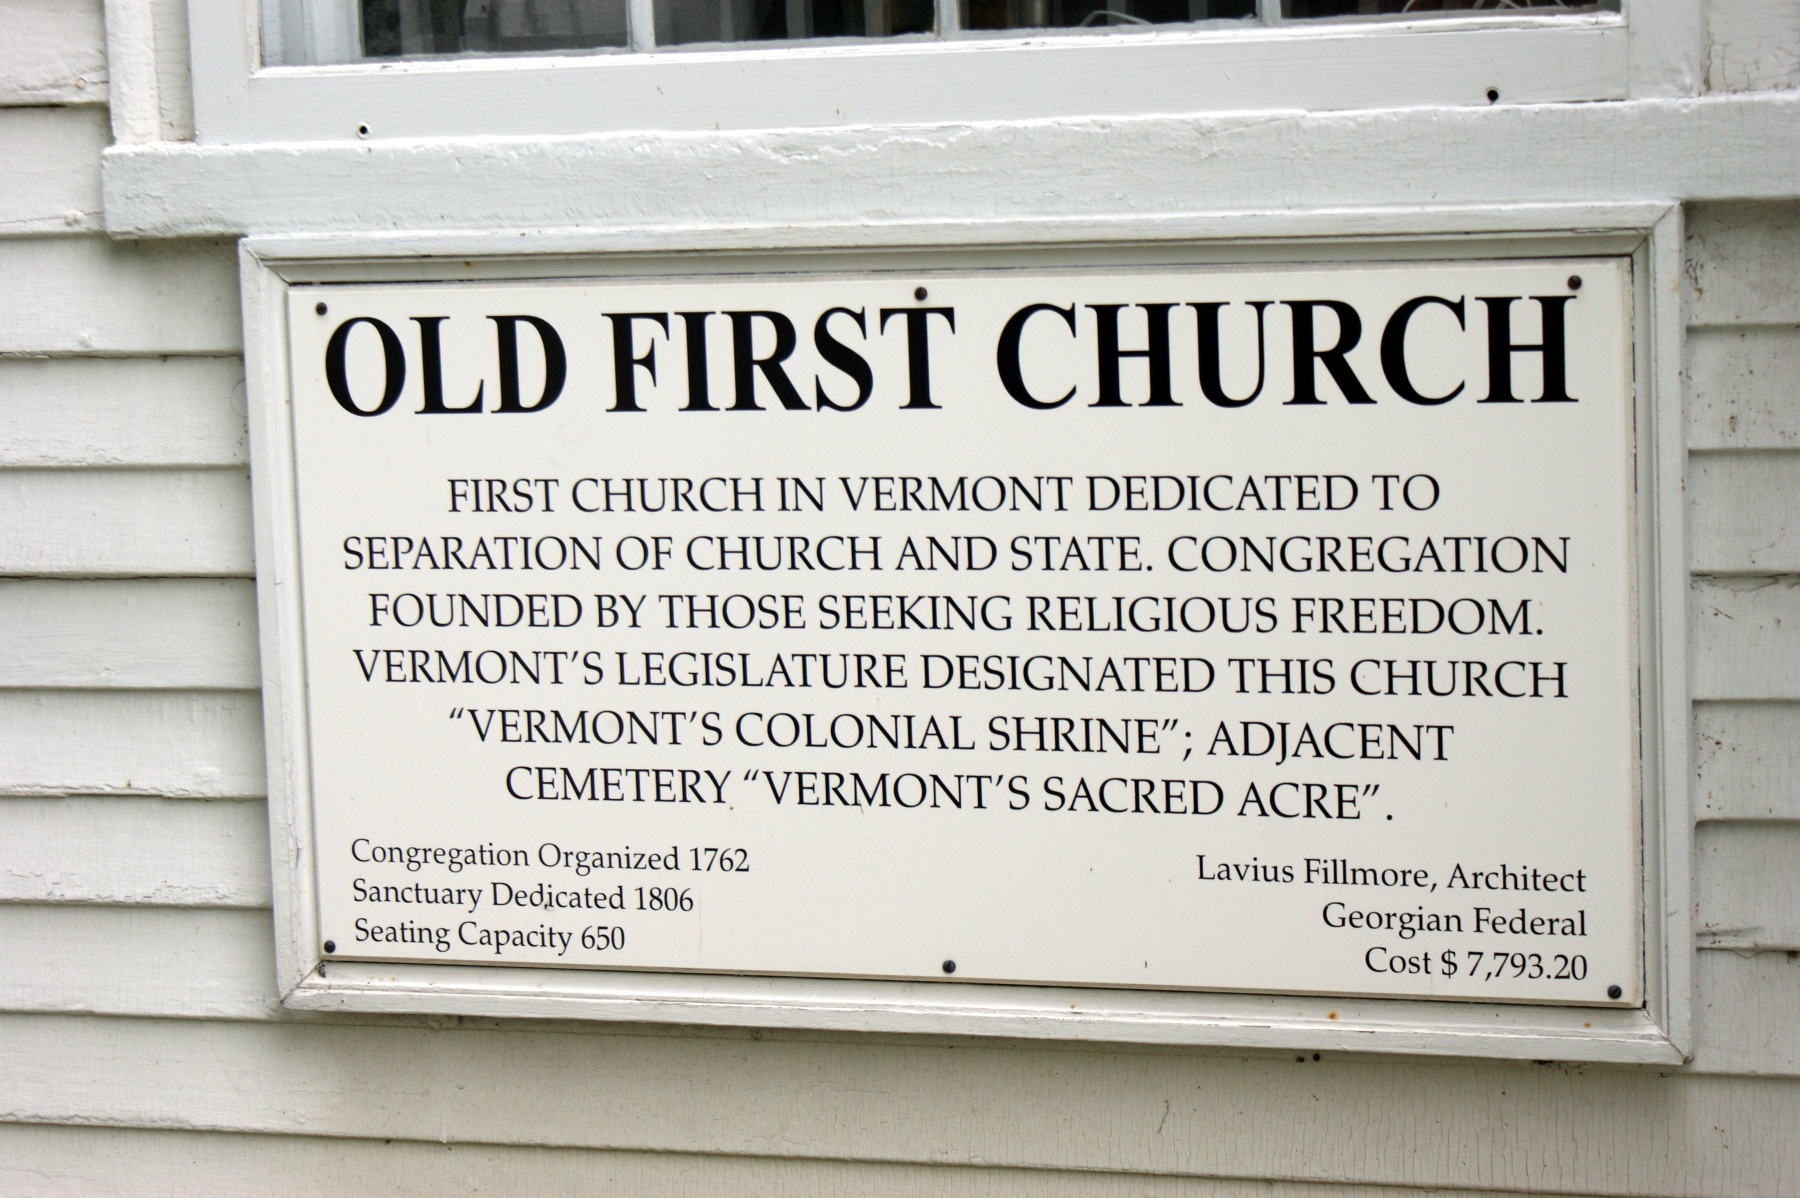 OLD FIRST CHURCH
FIRST CHURCH IN VERMONT DEDICATED TO
SEPARATION OF CHURCH AND STATE. CONGREGATION
FOUNDED BY THOSE SEEKING RELIGIOUS FREEDOM.
VERMONT'S LEGISLATURE DESIGNATED THIS CHURCH
“VERMONT'S COLONIAL SHRINE”; ADJACENT
CEMETERY “VERMONT'S SACRED ACRE”.
Congregation Organized 1762
Sanctuary Dedicated 1806
Seating Capacity 650
Lavius Fillmore, Architect
Georgian Federal
Cost $ 7,793.20